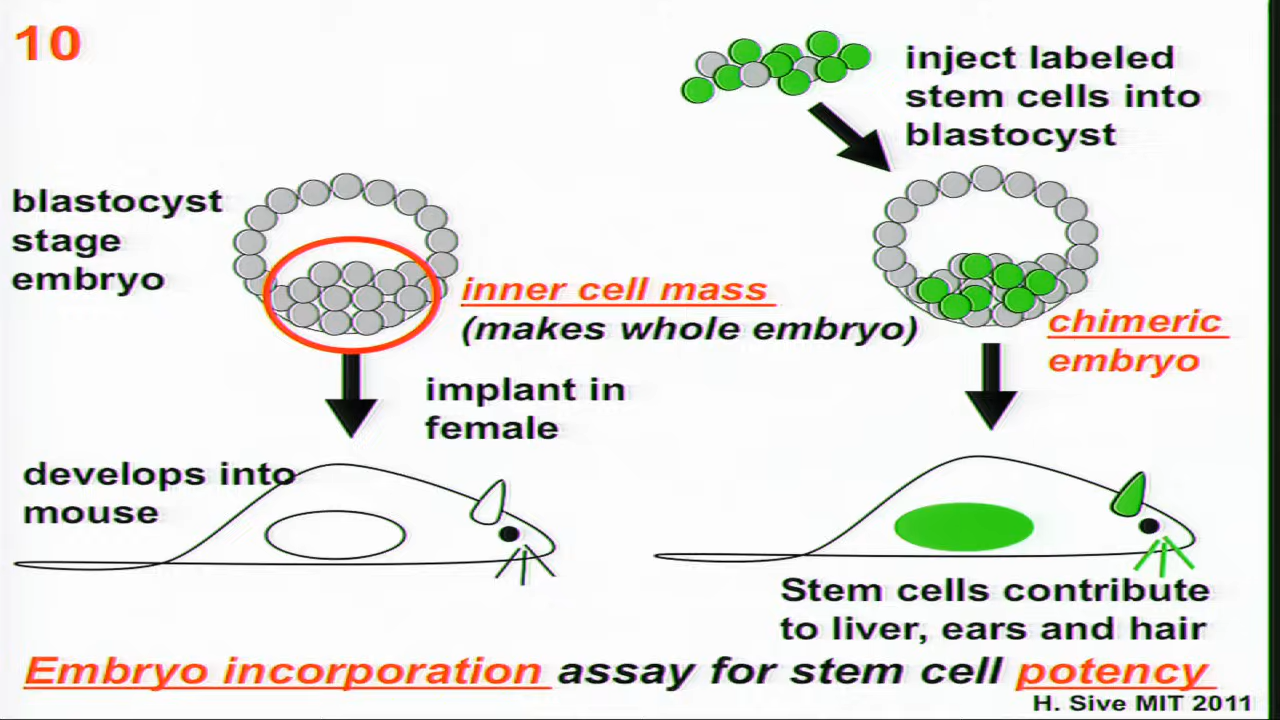 10
inject labeled
stem cells into
blastocyst
blastocyst
stage
embryo
inner cell mass
(makes whole embryo)
chimeric
embryo
implant in
female
develops into
mouse
Stem cells contribute
to liver, ears and hair
Embryo incorporation assay for stem cell potency
H. Sive MIT 2011